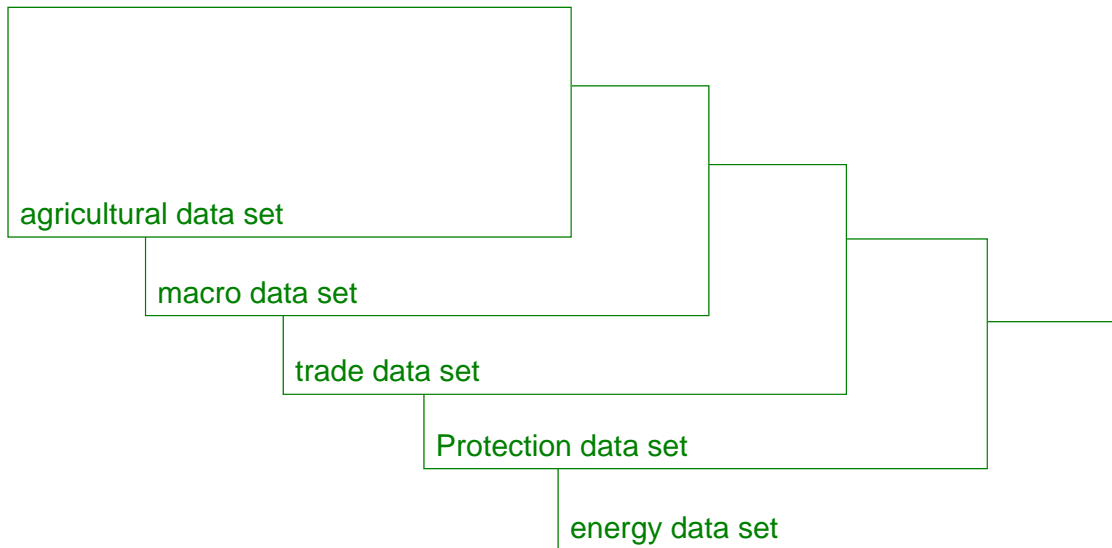 agricultural data set
macro data set
trade data set
Protection data set
energy data set